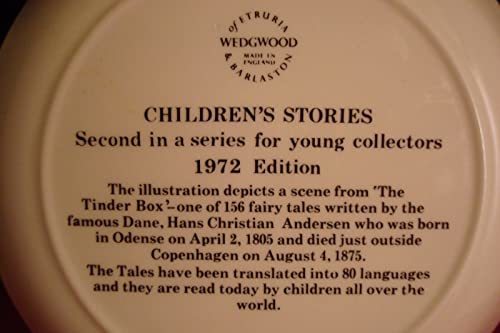 of ETRURIA
WEDGWOOD
MADE IN
ENGLAND
& BARLASTON
CHILDREN'S STORIES
Second in a series for young collectors
1972 Edition
The illustration depicts a scene from 'The
Tinder Box'-one of 156 fairy tales written by the
famous Dane, Hans Christian Andersen who was born
in Odense on April 2, 1805 and died just outside
Copenhagen on August 4, 1875.
The Tales have been translated into 80 languages
and they are read today by children all over the
world.